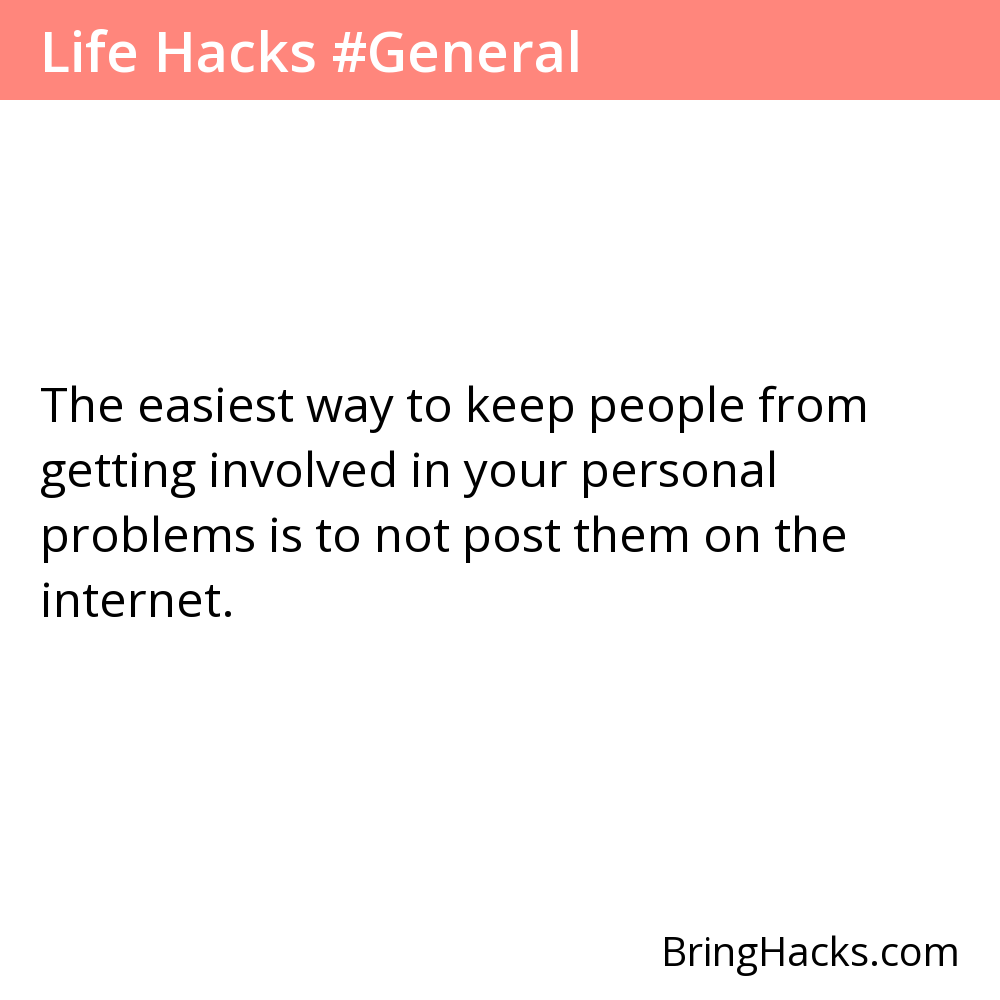 Life Hacks #General
The easiest way to keep people from
getting involved in your personal
problems is to not post them on the
internet.
BringHacks.com